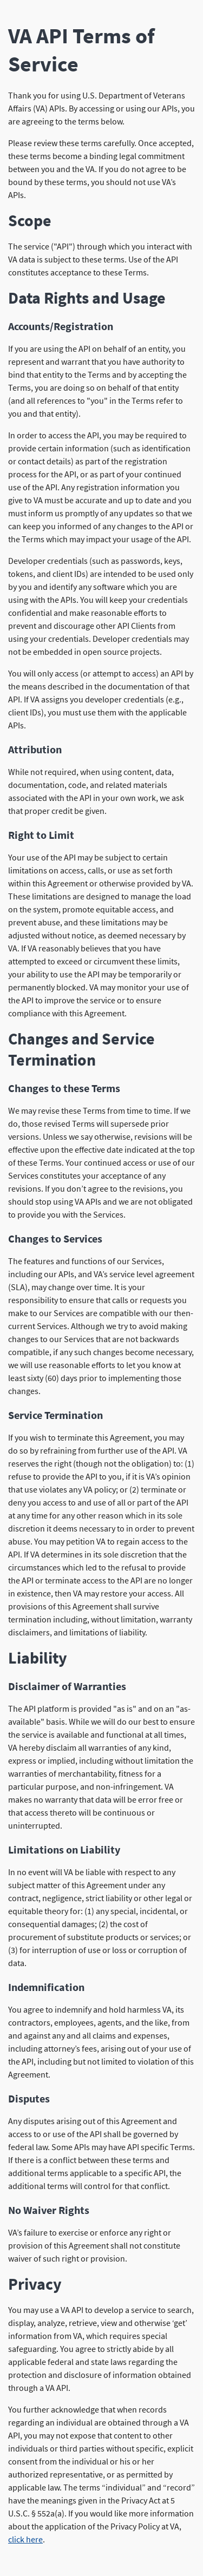 VA API Terms of
Service
Thank you for using U.S. Department of Veterans
Affairs (VA) APIs. By accessing or using our APIs, you
are agreeing to the terms below.
Please review these terms carefully. Once accepted,
these terms become a binding legal commitment
between you and the VA. If you do not agree to be
bound by these terms, you should not use VA’s
APIs.
Scope
The service ("API") through which you interact with
VA data is subject to these terms. Use of the API
constitutes acceptance to these Terms.
Data Rights and Usage
Accounts/Registration
If you are using the API on behalf of an entity, you
represent and warrant that you have authority to
bind that entity to the Terms and by accepting the
Terms, you are doing so on behalf of that entity
(and all references to "you" in the Terms refer to
you and that entity).
In order to access the API, you may be required to
provide certain information (such as identification
or contact details) as part of the registration
process for the API, or as part of your continued
use of the API. Any registration information you
give to VA must be accurate and up to date and you
must inform us promptly of any updates so that we
can keep you informed of any changes to the API or
the Terms which may impact your usage of the API.
Developer credentials (such as passwords, keys,
tokens, and client IDs) are intended to be used only
by you and identify any software which you are
using with the APIs. You will keep your credentials
confidential and make reasonable efforts to
prevent and discourage other API Clients from
using your credentials. Developer credentials may
not be embedded in open source projects.
You will only access (or attempt to access) an API by
the means described in the documentation of that
API. If VA assigns you developer credentials (e.g.,
client IDs), you must use them with the applicable
APIs.
Attribution
While not required, when using content, data,
documentation, code, and related materials
associated with the API in your own work, we ask
that proper credit be given.
Right to Limit
Your use of the API may be subject to certain
limitations on access, calls, or use as set forth
within this Agreement or otherwise provided by VA.
These limitations are designed to manage the load
on the system, promote equitable access, and
prevent abuse, and these limitations may be
adjusted without notice, as deemed necessary by
VA. If VA reasonably believes that you have
attempted to exceed or circumvent these limits,
your ability to use the API may be temporarily or
permanently blocked. VA may monitor your use of
the API to improve the service or to ensure
compliance with this Agreement.
Changes and Service
Termination
Changes to these Terms
We may revise these Terms from time to time. If we
do, those revised Terms will supersede prior
versions. Unless we say otherwise, revisions will be
effective upon the effective date indicated at the top
of these Terms. Your continued access or use of our
Services constitutes your acceptance of any
revisions. If you don’t agree to the revisions, you
should stop using VA APIs and we are not obligated
to provide you with the Services.
Changes to Services
The features and functions of our Services,
including our APIs, and VA’s service level agreement
(SLA), may change over time. It is your
responsibility to ensure that calls or requests you
make to our Services are compatible with our then-
current Services. Although we try to avoid making
changes to our Services that are not backwards
compatible, if any such changes become necessary,
we will use reasonable efforts to let you know at
least sixty (60) days prior to implementing those
changes.
Service Termination
If you wish to terminate this Agreement, you may
do so by refraining from further use of the API. VA
reserves the right (though not the obligation) to: (1)
refuse to provide the API to you, if it is VA’s opinion
that use violates any VA policy; or (2) terminate or
deny you access to and use of all or part of the API
at any time for any other reason which in its sole
discretion it deems necessary to in order to prevent
abuse. You may petition VA to regain access to the
API. If VA determines in its sole discretion that the
circumstances which led to the refusal to provide
the API or terminate access to the API are no longer
in existence, then VA may restore your access. All
provisions of this Agreement shall survive
termination including, without limitation, warranty
disclaimers, and limitations of liability.
Liability
Disclaimer of Warranties
The API platform is provided "as is" and on an "as-
available" basis. While we will do our best to ensure
the service is available and functional at all times,
VA hereby disclaim all warranties of any kind,
express or implied, including without limitation the
warranties of merchantability, fitness for a
particular purpose, and non-infringement. VA
makes no warranty that data will be error free or
that access thereto will be continuous or
uninterrupted.
Limitations on Liability
In no event will VA be liable with respect to any
subject matter of this Agreement under any
contract, negligence, strict liability or other legal or
equitable theory for: (1) any special, incidental, or
consequential damages; (2) the cost of
procurement of substitute products or services; or
(3) for interruption of use or loss or corruption of
data.
Indemnification
You agree to indemnify and hold harmless VA, its
contractors, employees, agents, and the like, from
and against any and all claims and expenses,
including attorney’s fees, arising out of your use of
the API, including but not limited to violation of this
Agreement.
Disputes
Any disputes arising out of this Agreement and
access to or use of the API shall be governed by
federal law. Some APIs may have API specific Terms.
If there is a conflict between these terms and
additional terms applicable to a specific API, the
additional terms will control for that conflict.
No Waiver Rights
VA’s failure to exercise or enforce any right or
provision of this Agreement shall not constitute
waiver of such right or provision.
Privacy
You may use a VA API to develop a service to search,
display, analyze, retrieve, view and otherwise ‘get’
information from VA, which requires special
safeguarding. You agree to strictly abide by all
applicable federal and state laws regarding the
protection and disclosure of information obtained
through a VA API.
You further acknowledge that when records
regarding an individual are obtained through a VA
API, you may not expose that content to other
individuals or third parties without specific, explicit
consent from the individual or his or her
authorized representative, or as permitted by
applicable law. The terms “individual” and “record”
have the meanings given in the Privacy Act at 5
U.S.C. § 552a(a). If you would like more information
about the application of the Privacy Policy at VA,
click here.